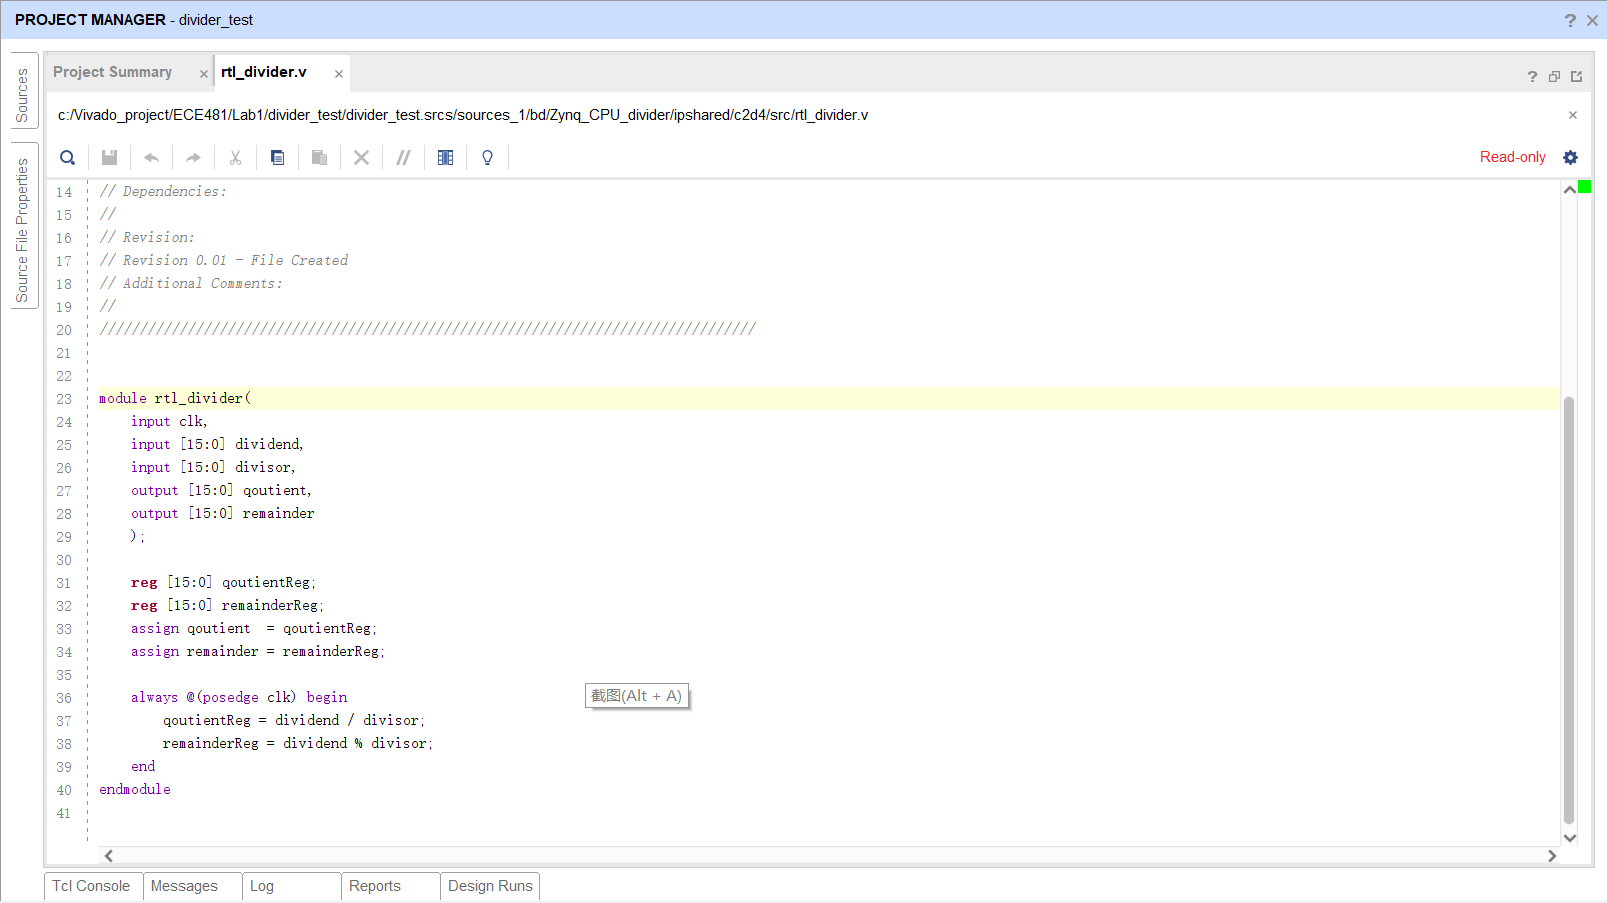 PROJECT MANAGER - divider_test
Sources
Source File Properties
Project Summary
rtl_divider.v
c:/Vivado_project/ECE481/Lab1/divider_test/divider_test.srcs/sources_1/bd/Zynq_CPU_divider/ipshared/c2d4/src/rtl_divider.v
Read-only
14 // Dependencies:
15 //
16 // Revision:
17 // Revision 0.01 - File Created
18 // Additional Comments:
19 //
20 //////////////////////////////////////////////////////////////////////////////////
21
22
23 module rtl_divider(
24     input clk,
25     input [15:0] dividend,
26     input [15:0] divisor,
27     output [15:0] qoutient,
28     output [15:0] remainder
29     );
30
31     reg [15:0] qoutientReg;
32     reg [15:0] remainderReg;
33     assign qoutient  = qoutientReg;
34     assign remainder = remainderReg;
35
36     always @(posedge clk) begin
37         qoutientReg = dividend / divisor;
38         remainderReg = dividend % divisor;
39     end
40 endmodule
41
截图(Alt + A)
Tcl Console
Messages
Log
Reports
Design Runs